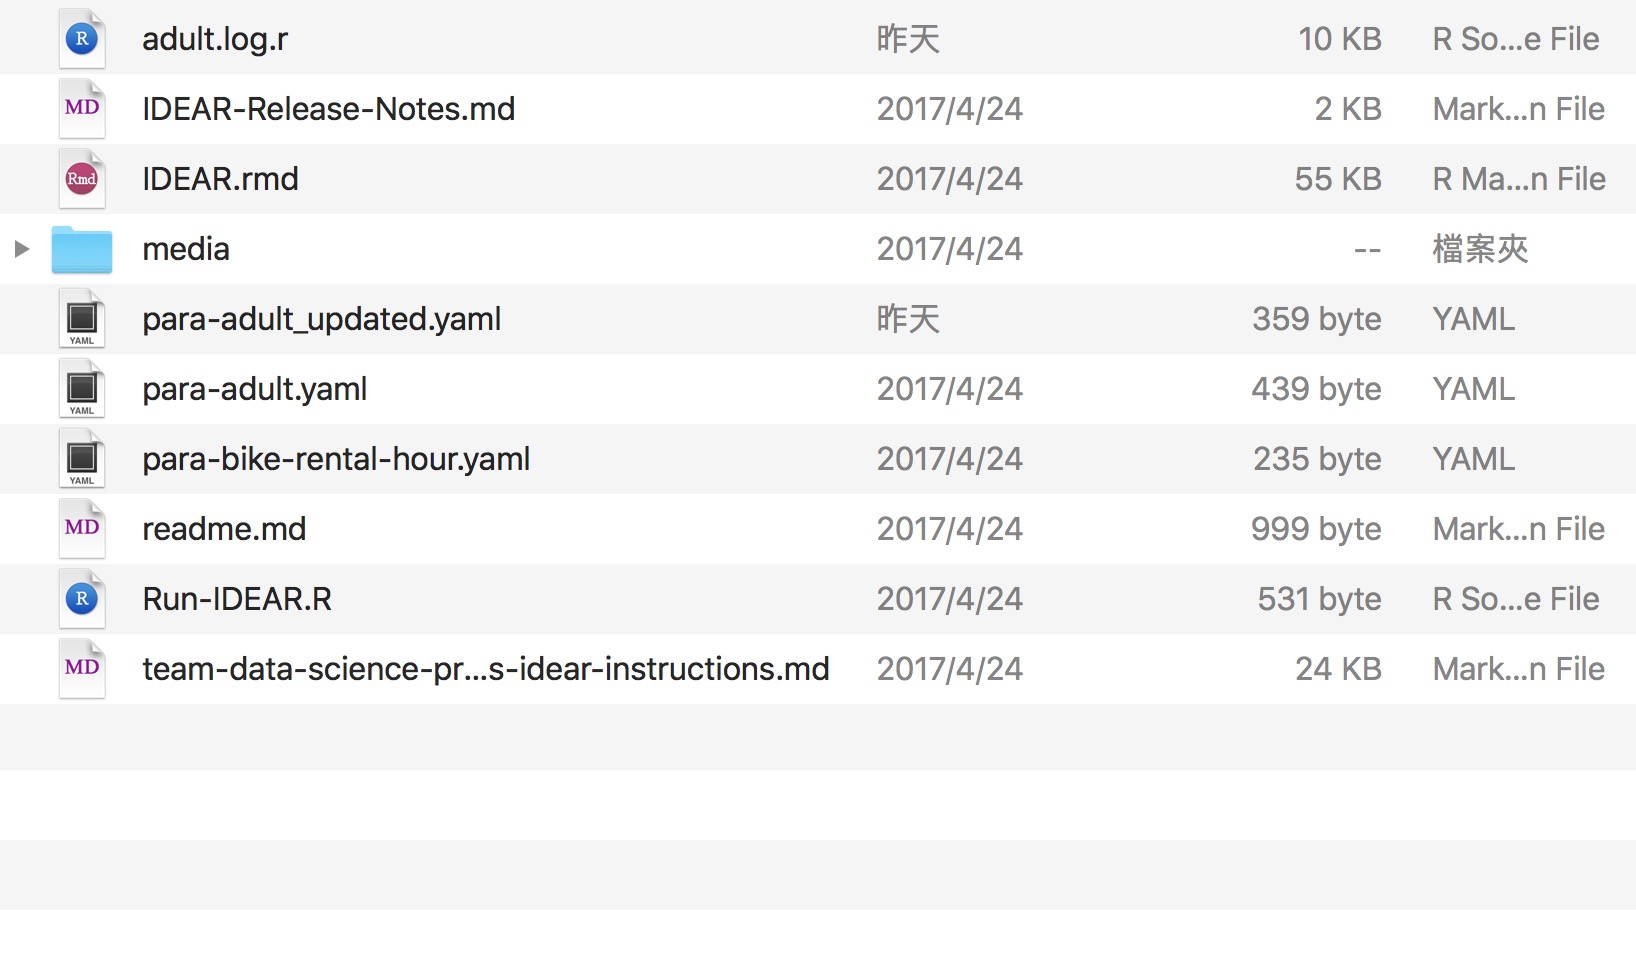 R adult.log.r 昨天 10 KB R So...e File
MD IDEAR-Release-Notes.md 2017/4/24 2 KB Mark...n File
Rmd IDEAR.rmd 2017/4/24 55 KB R Ma...n File
media 2017/4/24 -- 檔案夾
YAML para-adult_updated.yaml 昨天 359 byte YAML
YAML para-adult.yaml 2017/4/24 439 byte YAML
YAML para-bike-rental-hour.yaml 2017/4/24 235 byte YAML
MD readme.md 2017/4/24 999 byte Mark...n File
R Run-IDEAR.R 2017/4/24 531 byte R So...e File
MD team-data-science-pr...s-idear-instructions.md 2017/4/24 24 KB Mark...n File